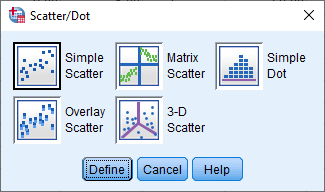 Scatter/Dot
Simple Scatter
Matrix Scatter
Simple Dot
Overlay Scatter
3-D Scatter
Define Cancel Help